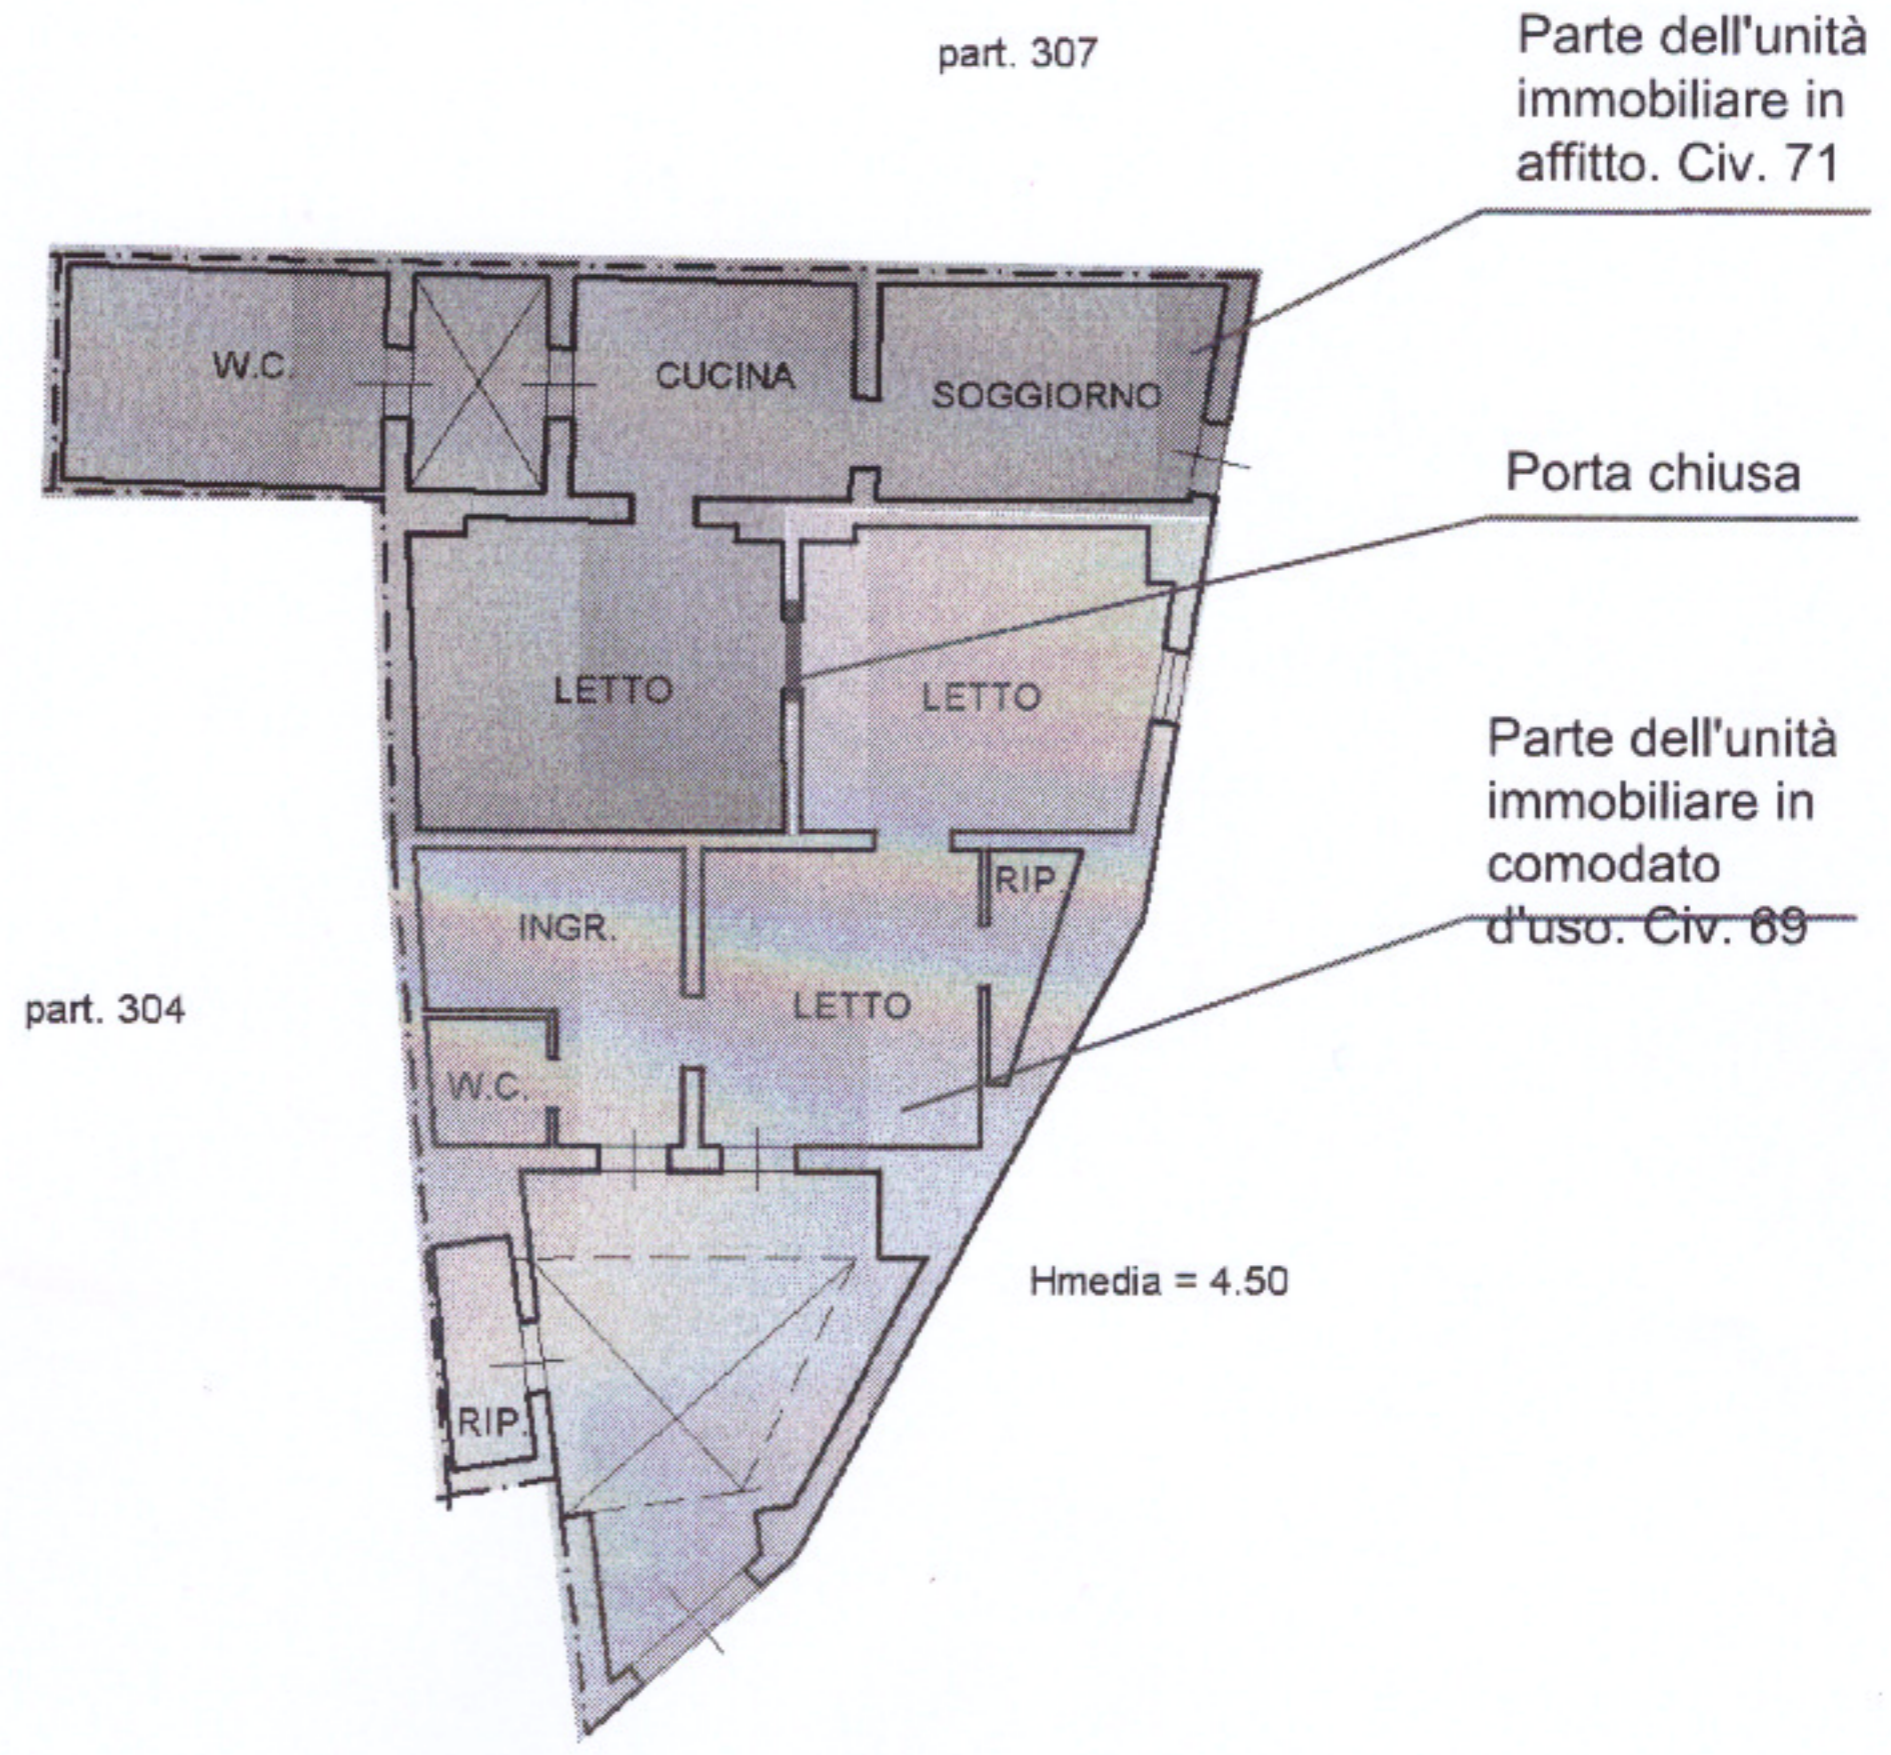 part. 307
Parte dell'unità
immobiliare in
affitto. Civ. 71
W.C.
CUCINA
SOGGIORNO
Porta chiusa
LETTO
LETTO
Parte dell'unità
immobiliare in
comodato
d'uso. Civ. 69
RIP.
INGR.
LETTO
part. 304
W.C.
Hmedia = 4.50
RIP.